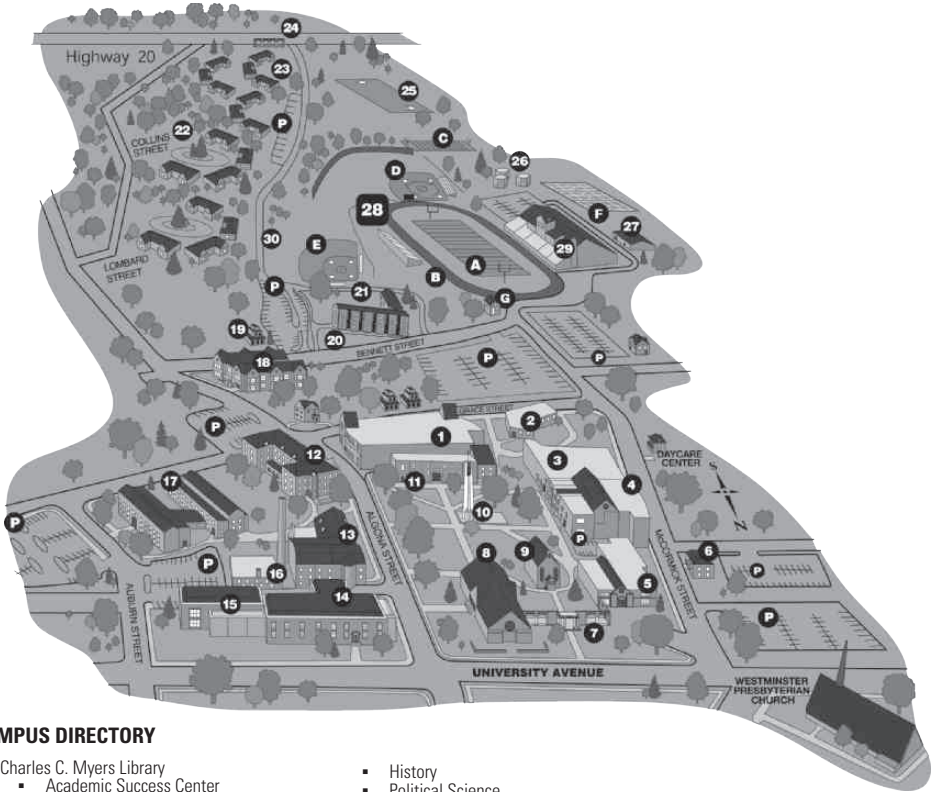 24
Highway 20
23
25
P
22
COLLINS
STREET
C
26
D
28
F
27
29
30
E
A
LOMBARD
STREET
B
P
21
G
19
20
BENNETT STREET
18
P
P
GRACE STREET
2
P
1
12
3
DAYCARE
CENTER
S
N
17
11
4
10
ALGONA STREET
McCORMICK STREET
13
P
P
8
9
6
P
16
P
5
14
15
AUBURN STREET
7
P
UNIVERSITY AVENUE
WESTMINSTER
PRESBYTERIAN
CHURCH
MPUS DIRECTORY
Charles C. Myers Library
▪ Academic Success Center
▪ History
▪ Political Science